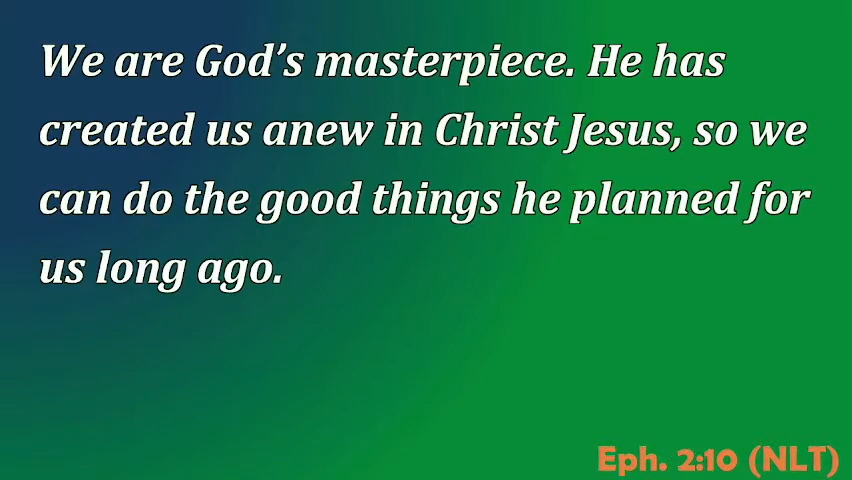 We are God’s masterpiece. He has
created us anew in Christ Jesus, so we
can do the good things he planned for
us long ago.
Eph. 2:10 (NLT)